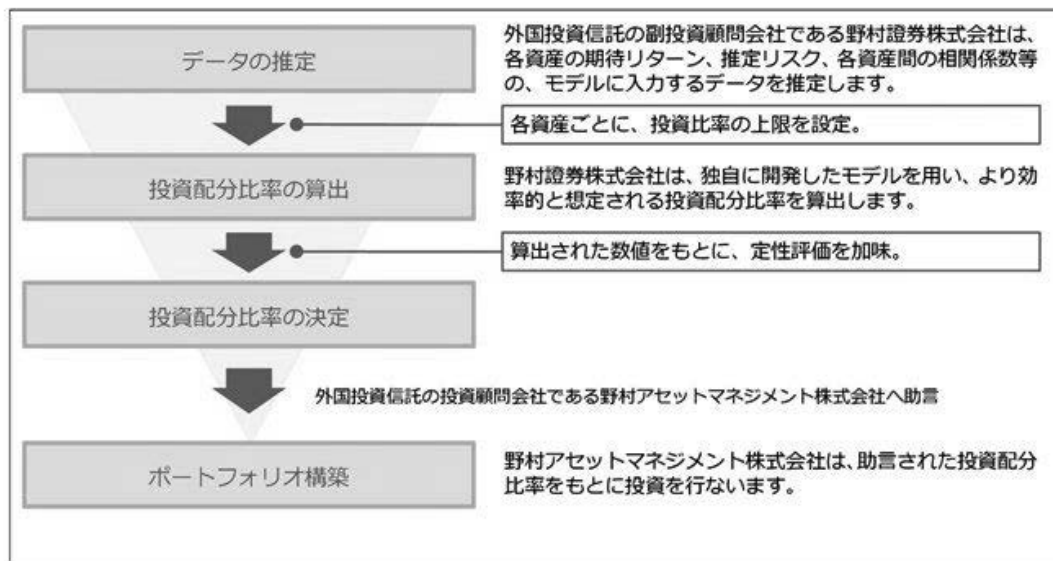 データの推定
外国投資信託の副投資顧問会社である野村證券株式会社は、
各資産の期待リターン、推定リスク、各資産間の相関係数等
の、モデルに入力するデータを推定します。
各資産ごとに、投資比率の上限を設定。
投資配分比率の算出
野村證券株式会社は、独自に開発したモデルを用い、より効
率的と想定される投資配分比率を算出します。
算出された数値をもとに、定性評価を加味。
投資配分比率の決定
外国投資信託の投資顧問会社である野村アセットマネジメント株式会社へ助言
ポートフォリオ構築
野村アセットマネジメント株式会社は、助言された投資配分
比率をもとに投資を行ないます。